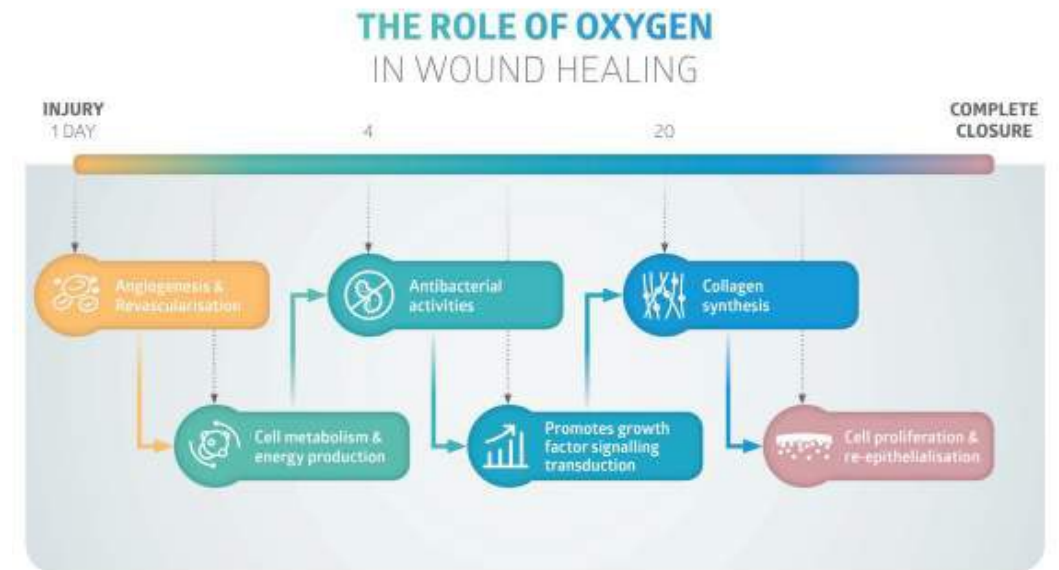 THE ROLE OF OXYGEN
IN WOUND HEALING
INJURY
1 DAY
4
20
COMPLETE
CLOSURE
Angiogenesis &
Revascularisation
Antibacterial
activities
Collagen
synthesis
Cell metabolism &
energy production
Promotes growth
factor signalling
transduction
Cell proliferation &
re-epithelialisation